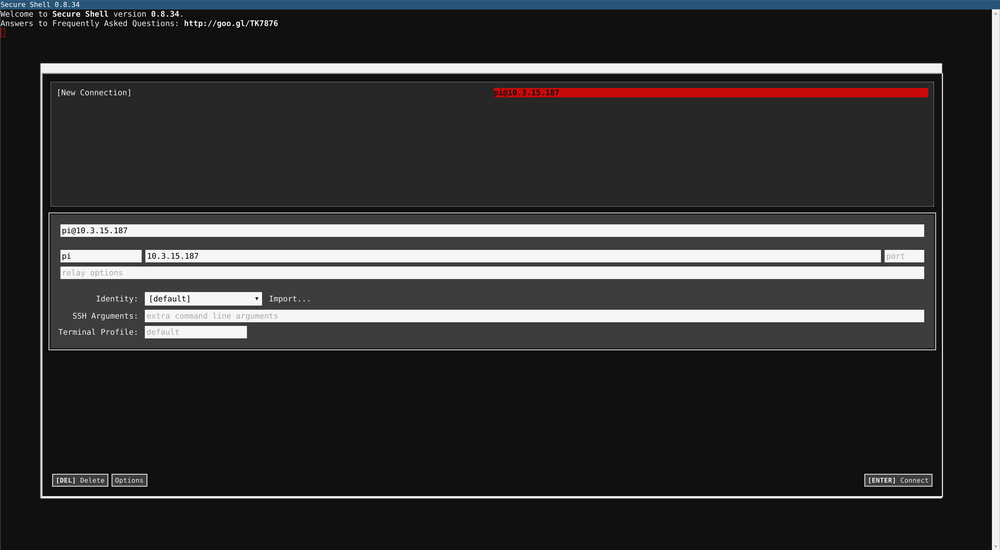 Secure Shell 0.8.34
Welcome to Secure Shell version 0.8.34.
Answers to Frequently Asked Questions: http://goo.gl/TK7876
[New Connection] pi@10.3.15.187
pi@10.3.15.187
pi 10.3.15.187 port
relay options
Identity: [default] Import...
SSH Arguments: extra command line arguments
Terminal Profile: default
[DEL] Delete Options [ENTER] Connect